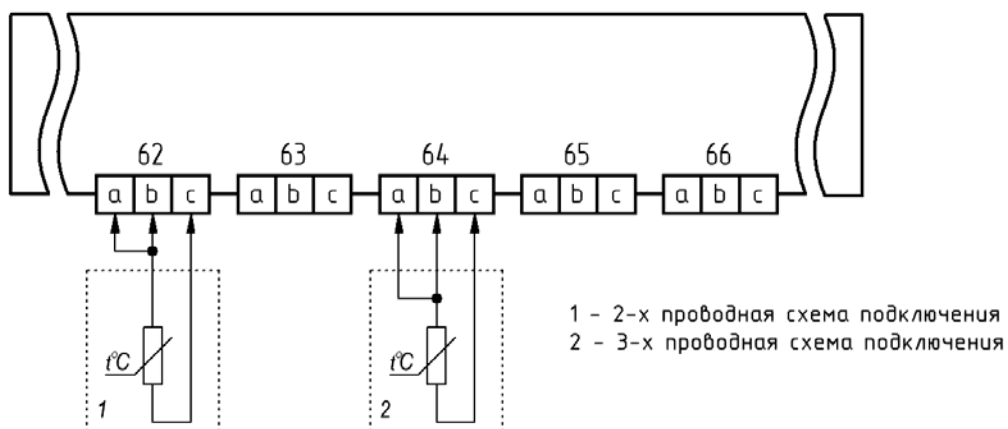 62 63 64 65 66
a b c a b c a b c a b c a b c
t°C t°C
1 - 2-х проводная схема подключения
2 - 3-х проводная схема подключения
1 2